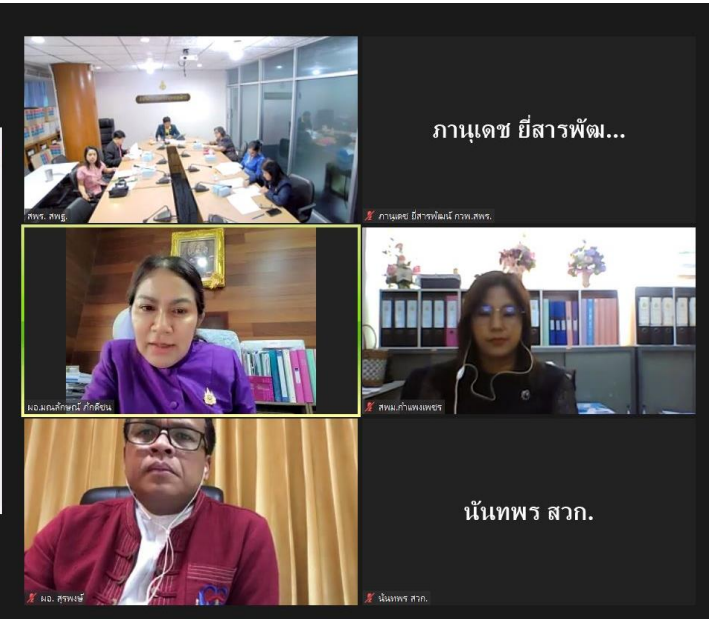 สพร. สพฐ.
ภานุเดช ยี่สารพัฒ...
ภานุเดช ยี่สารพัฒน์ กวพ.สพร.
ผอ.มณลักษณ์ ภักดีชน
สพม.กำแพงเพชร
ผอ. สุรพงษ์
นันทพร สวก.
นันทพร สวก.